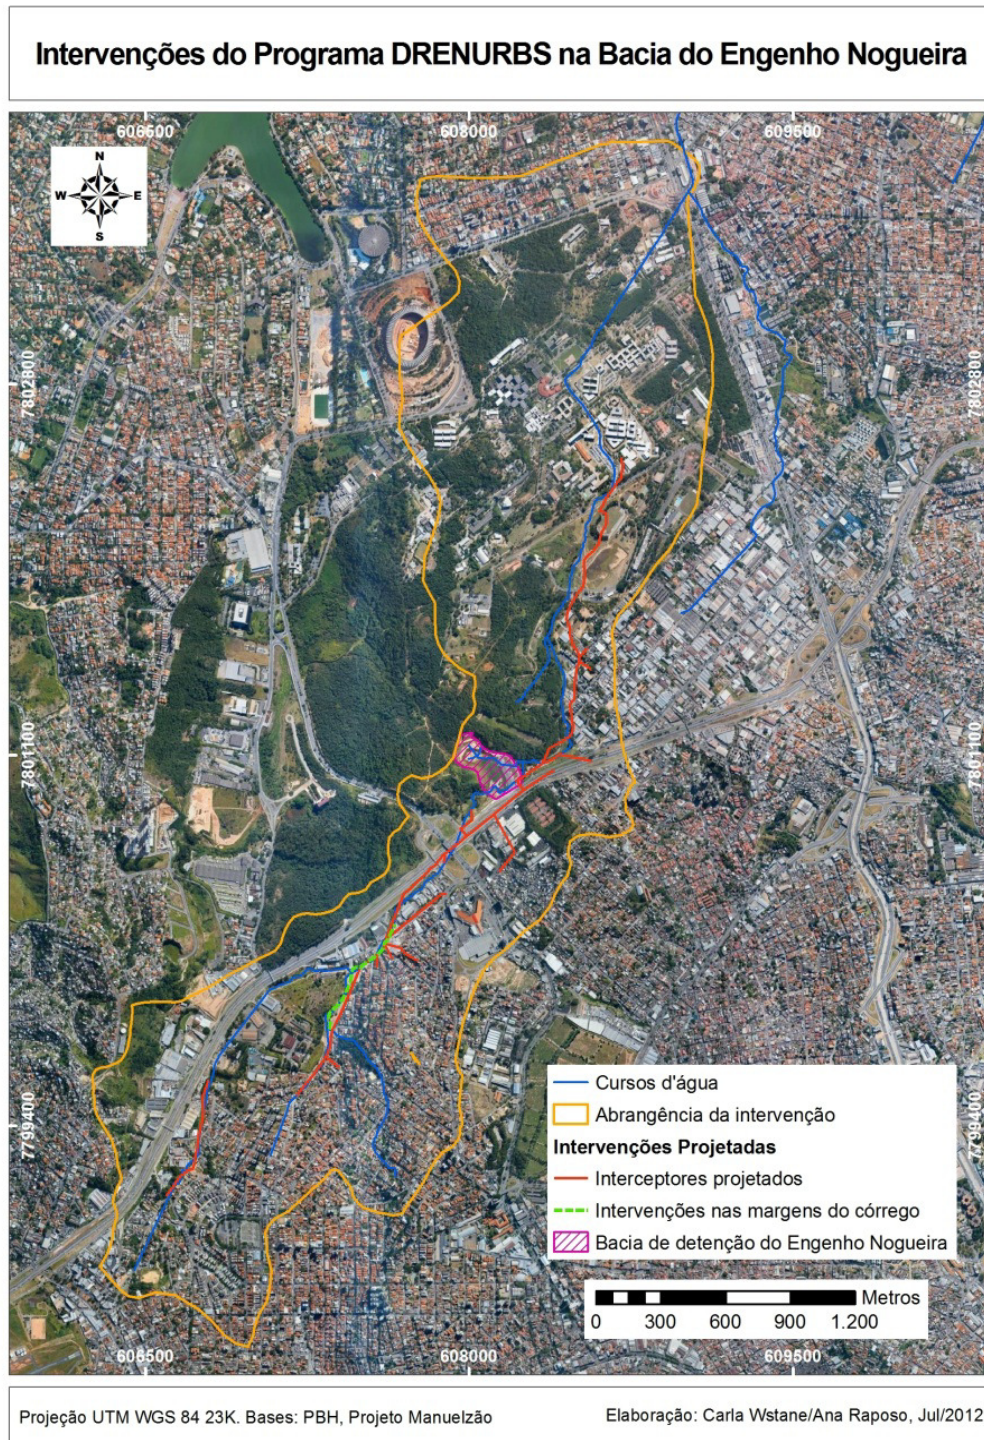 Intervenções do Programa DRENURBS na Bacia do Engenho Nogueira
606500
608000
609500
N
W
E
S
7802800
7802800
7801100
7801100
7799400
7799400
Cursos d'água
Abrangência da intervenção
Intervenções Projetadas
Interceptores projetados
Intervenções nas margens do córrego
Bacia de detenção do Engenho Nogueira
Metros
0 300 600 900 1.200
606500
608000
609500
Projeção UTM WGS 84 23K. Bases: PBH, Projeto Manuelzão
Elaboração: Carla Wstane/Ana Raposo, Jul/2012